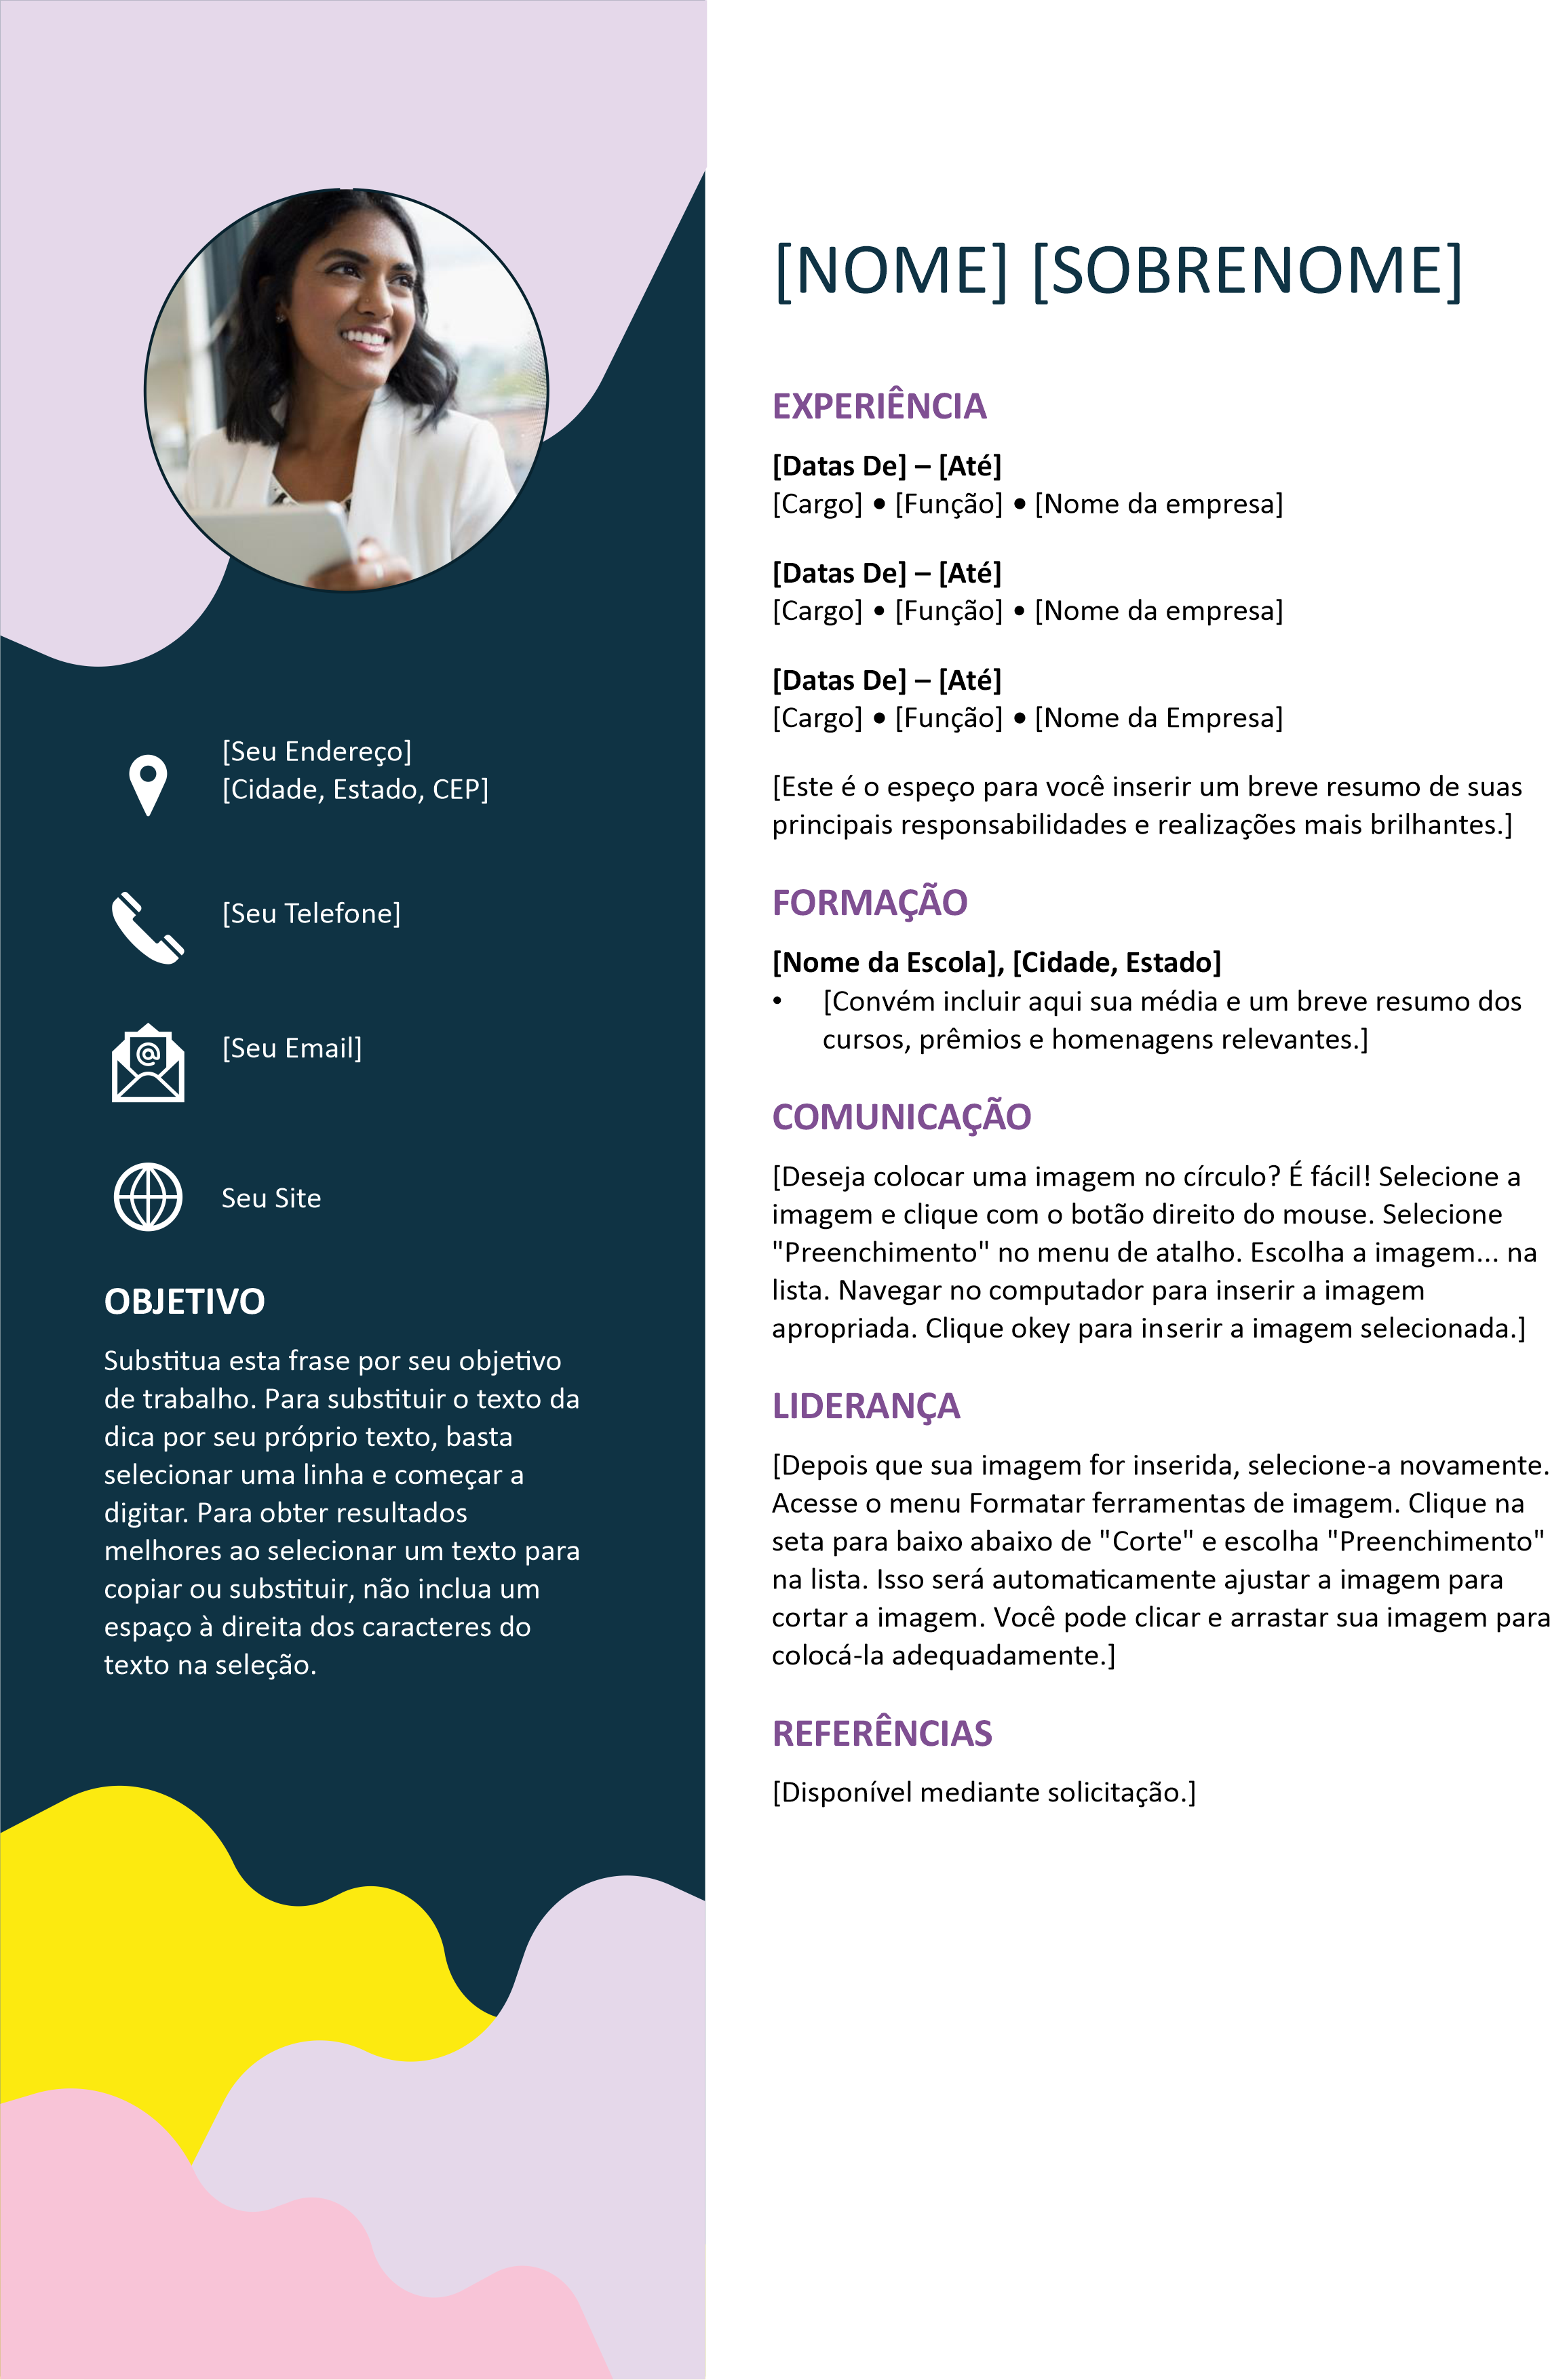 [NOME] [SOBRENOME]
EXPERIÊNCIA
[Datas De] – [Até]
[Cargo] • [Função] • [Nome da empresa]
[Datas De] – [Até]
[Cargo] • [Função] • [Nome da empresa]
[Datas De] – [Até]
[Cargo] • [Função] • [Nome da Empresa]
[Este é o espeço para você inserir um breve resumo de suas
principais responsabilidades e realizações mais brilhantes.]
FORMAÇÃO
[Nome da Escola], [Cidade, Estado]
• [Convém incluir aqui sua média e um breve resumo dos
cursos, prêmios e homenagens relevantes.]
COMUNICAÇÃO
[Deseja colocar uma imagem no círculo? É fácil! Selecione a
imagem e clique com o botão direito do mouse. Selecione
"Preenchimento" no menu de atalho. Escolha a imagem... na
lista. Navegar no computador para inserir a imagem
apropriada. Clique okey para inserir a imagem selecionada.]
LIDERANÇA
[Depois que sua imagem for inserida, selecione-a novamente.
Acesse o menu Formatar ferramentas de imagem. Clique na
seta para baixo abaixo de "Corte" e escolha "Preenchimento"
na lista. Isso será automaticamente ajustar a imagem para
cortar a imagem. Você pode clicar e arrastar sua imagem para
colocá-la adequadamente.]
REFERÊNCIAS
[Disponível mediante solicitação.]
[Seu Endereço]
[Cidade, Estado, CEP]
[Seu Telefone]
[Seu Email]
Seu Site
OBJETIVO
Substitua esta frase por seu objetivo
de trabalho. Para substituir o texto da
dica por seu próprio texto, basta
selecionar uma linha e começar a
digitar. Para obter resultados
melhores ao selecionar um texto para
copiar ou substituir, não inclua um
espaço à direita dos caracteres do
texto na seleção.